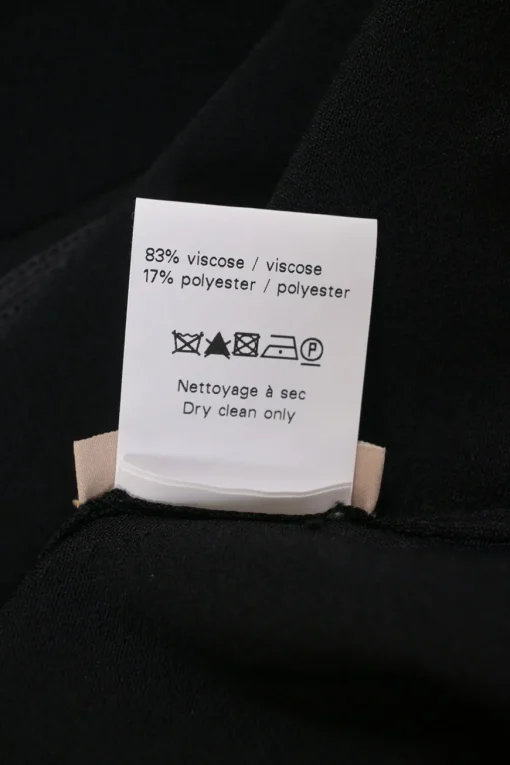 83% viscose / viscose
17% polyester / polyester
P
Nettoyage à sec
Dry clean only